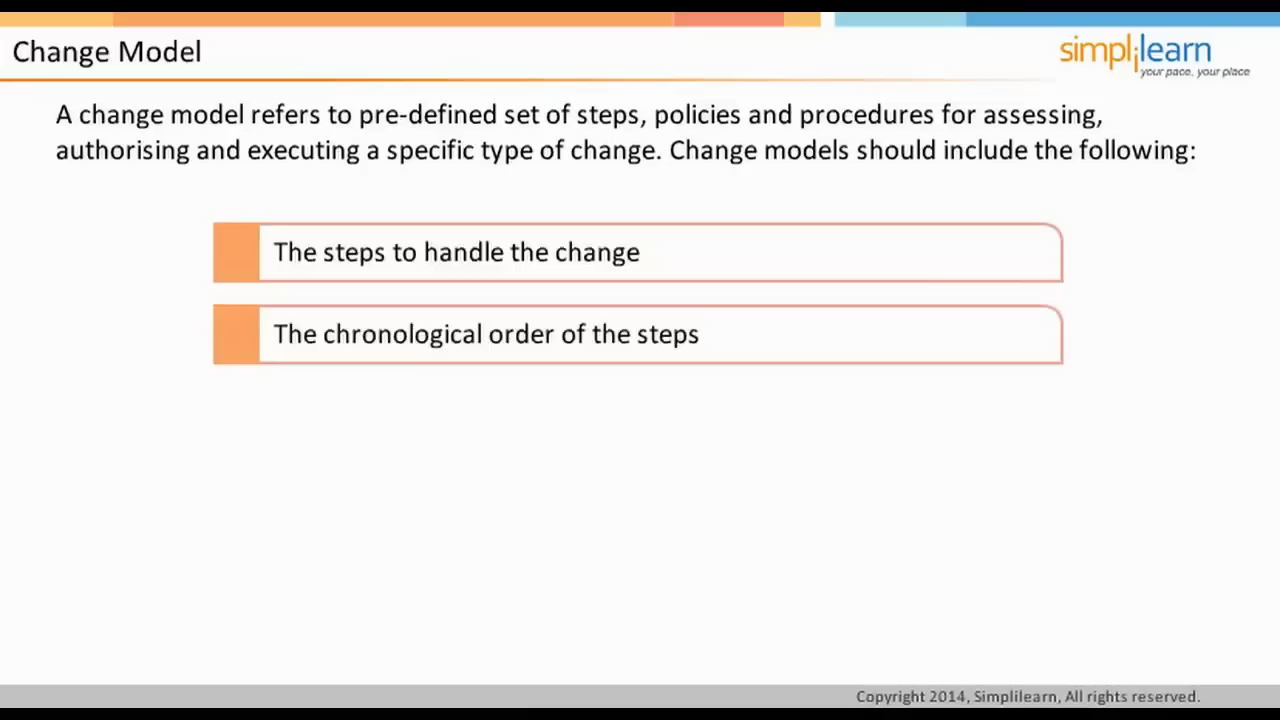 Change Model
simplilearn
your pace, your place
A change model refers to pre-defined set of steps, policies and procedures for assessing,
authorising and executing a specific type of change. Change models should include the following:
The steps to handle the change
The chronological order of the steps
Copyright 2014, Simplilearn, All rights reserved.